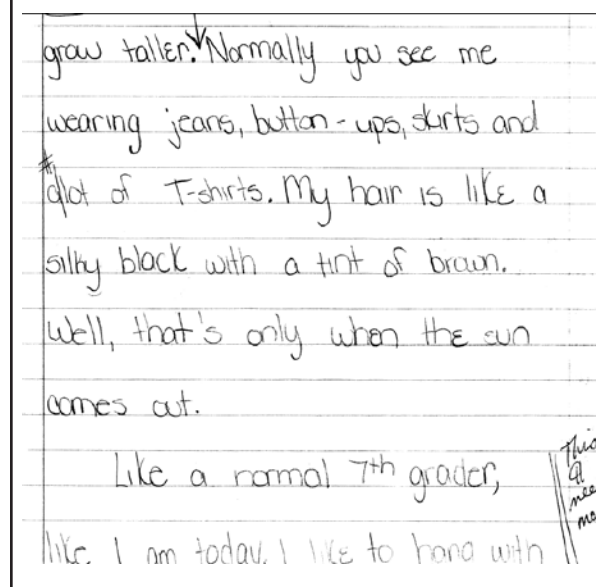 grow taller. Normally you see me
wearing jeans, button-ups, skirts and
alot of T-shirts. My hair is like a
silky black with a tint of brown.
Well, that's only when the sun
comes out.
Like a normal 7th grader,
like I am today, I like to hang with
This